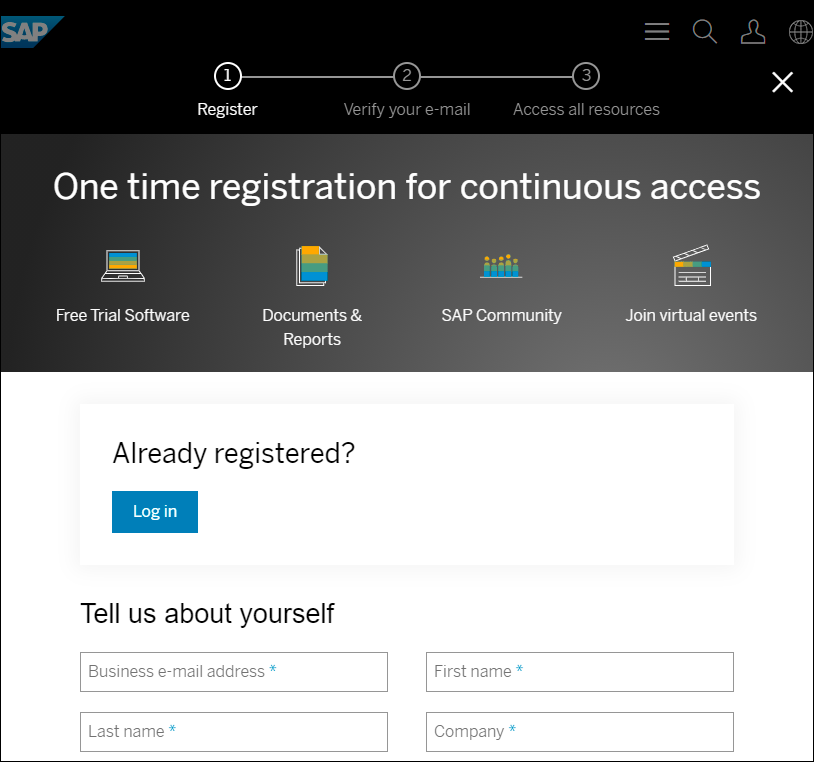 SAP
1 2 3
Register Verify your e-mail Access all resources
One time registration for continuous access
Free Trial Software Documents & SAP Community Join virtual events
Reports
Already registered?
Log in
Tell us about yourself
Business e-mail address * First name *
Last name * Company *